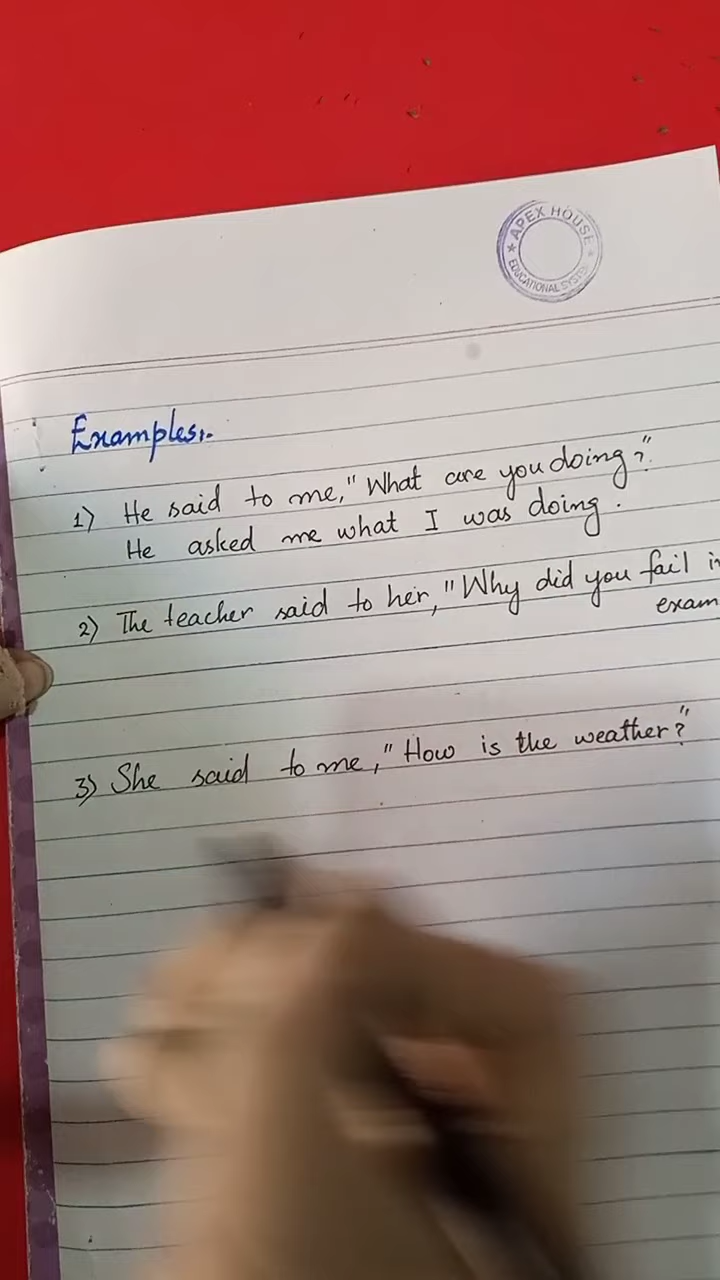 APEX HOUSE
EDUCATIONAL SYSTEM
Examples:-
1) He said to me, "What are you doing?"
He asked me what I was doing.
2) The teacher said to her, "Why did you fail in
exam
3) She said to me, "How is the weather?"